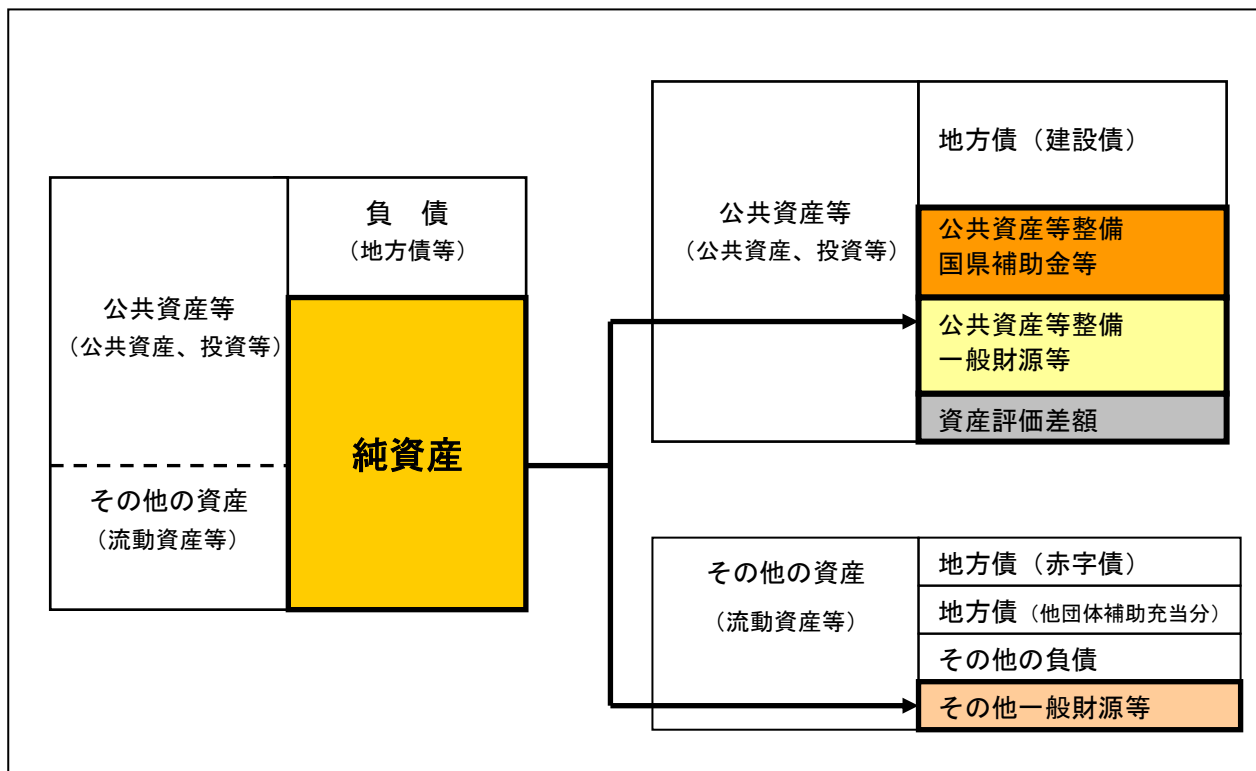 公共資産等
（公共資産、投資等）
その他の資産
（流動資産等）
負　債
（地方債等）
純資産
公共資産等
（公共資産、投資等）
地方債（建設債）
公共資産等整備
国県補助金等
公共資産等整備
一般財源等
資産評価差額
その他の資産
（流動資産等）
地方債（赤字債）
地方債（他団体補助充当分）
その他の負債
その他一般財源等